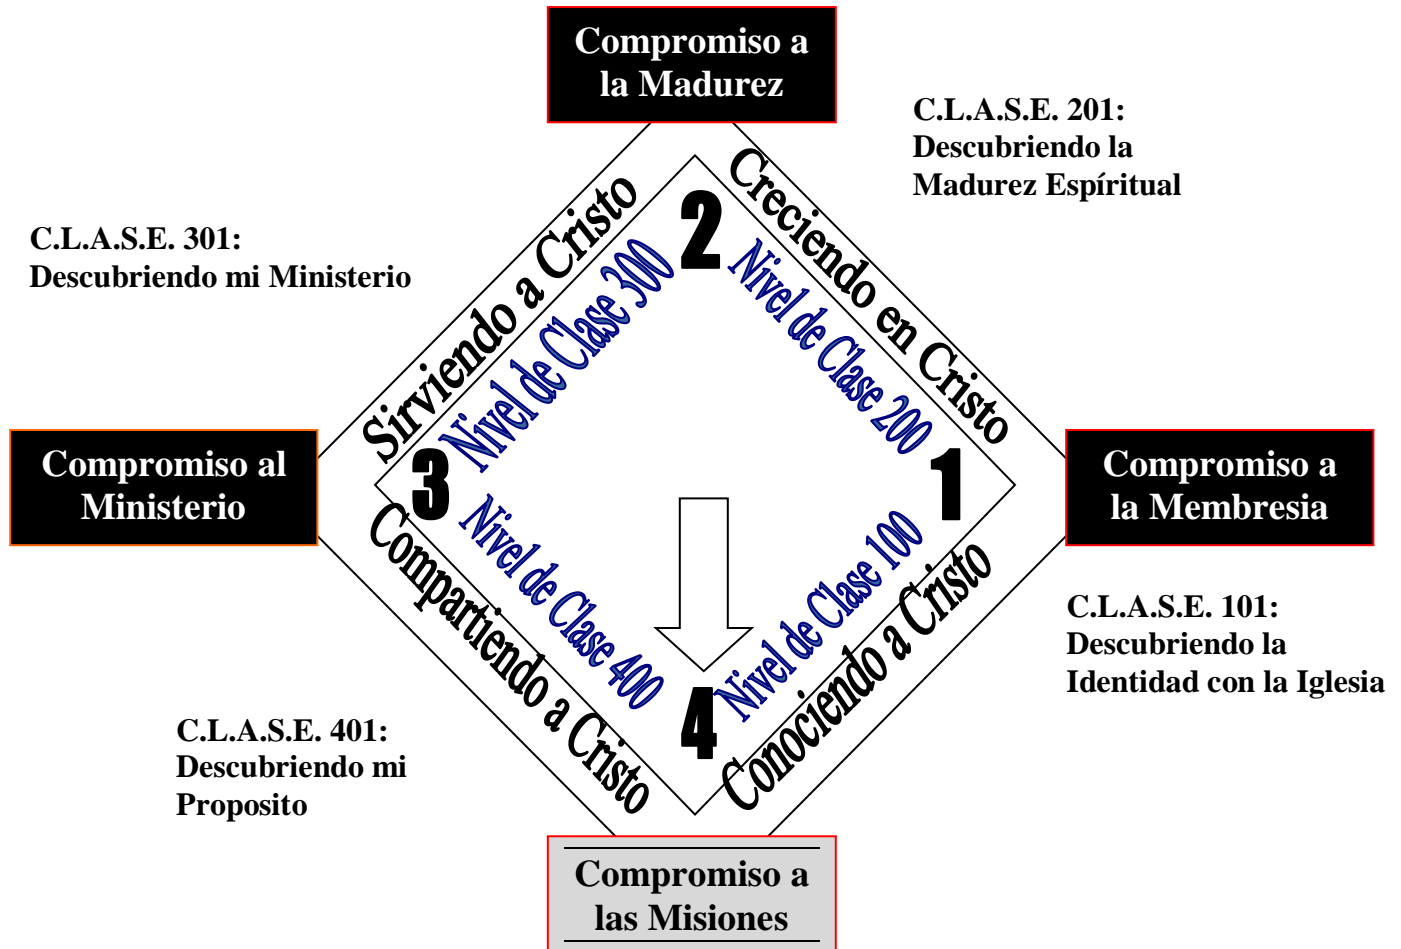 Compromiso a
la Madurez
C.L.A.S.E. 201:
Descubriendo la
Madurez Espíritual
C.L.A.S.E. 301:
Descubriendo mi Ministerio
Sirviendo a Cristo
Nivel de Clase 300
2
Creciendo en Cristo
Nivel de Clase 200
Compromiso al
Ministerio
3
1
Compromiso a
la Membresia
Compartiendo a Cristo
Nivel de Clase 400
4
Nivel de Clase 100
Conociendo a Cristo
C.L.A.S.E. 101:
Descubriendo la
Identidad con la Iglesia
C.L.A.S.E. 401:
Descubriendo mi
Proposito
Compromiso a
las Misiones